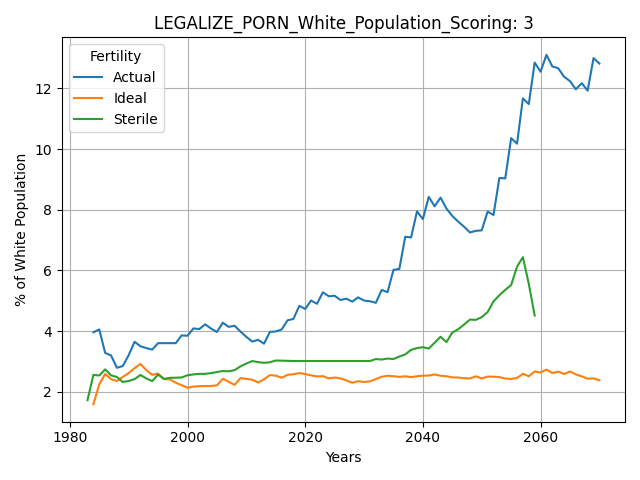 LEGALIZE_PORN_White_Population_Scoring: 3
Fertility
Actual
Ideal
Sterile
% of White Population
12
10
8
6
4
2
1980
2000
2020
2040
2060
Years